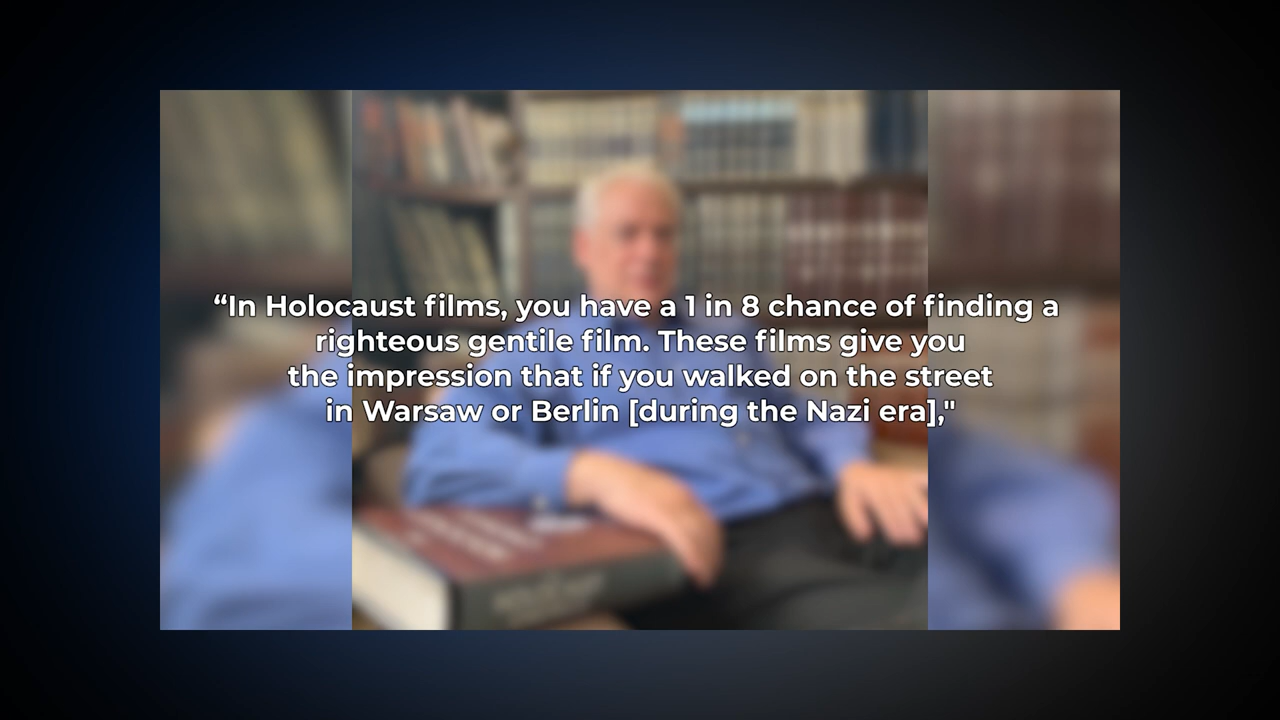 “In Holocaust films, you have a 1 in 8 chance of finding a
righteous gentile film. These films give you
the impression that if you walked on the street
in Warsaw or Berlin [during the Nazi era],"